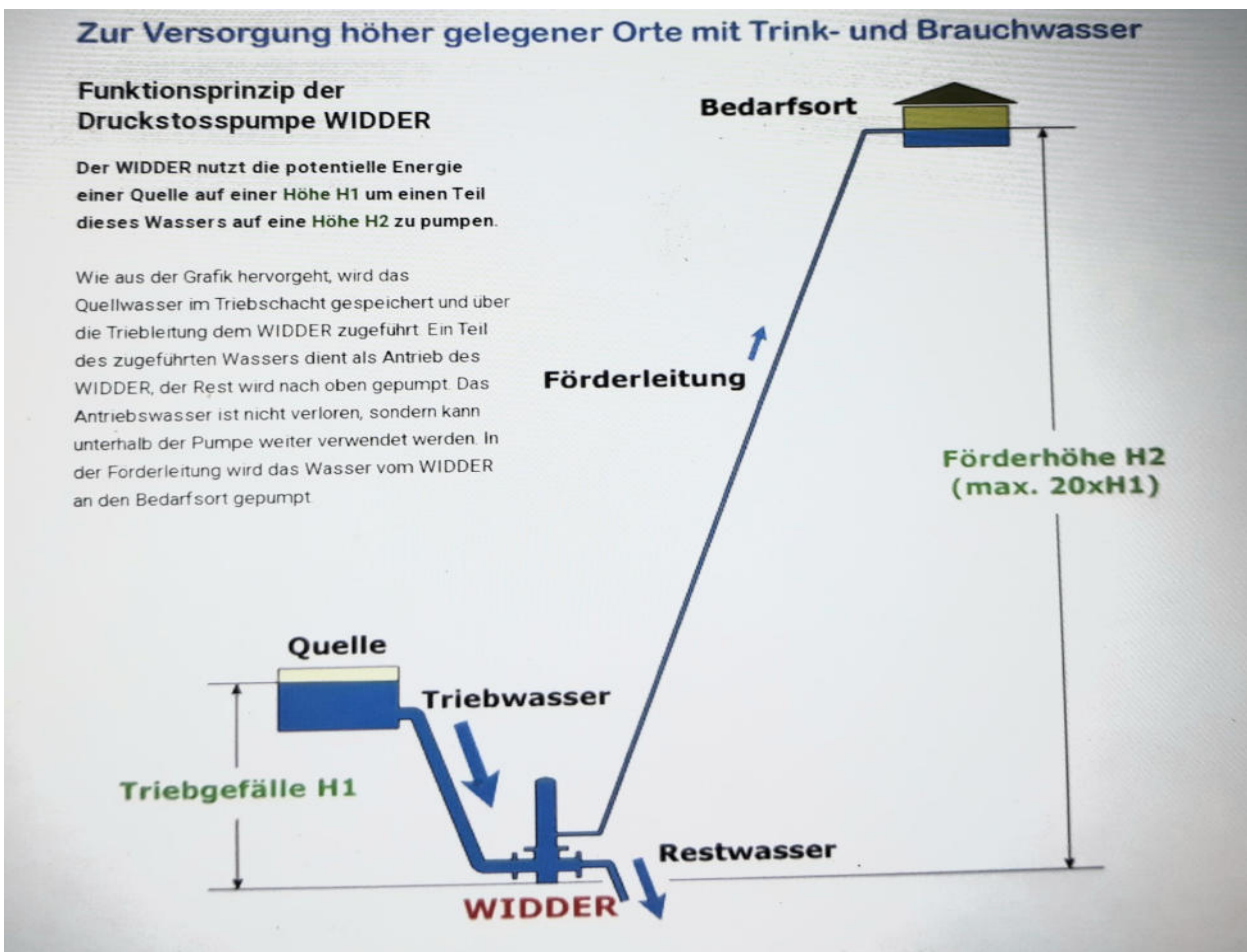 Zur Versorgung höher gelegener Orte mit Trink- und Brauchwasser
Funktionsprinzip der
Druckstosspumpe WIDDER
Der WIDDER nutzt die potentielle Energie
einer Quelle auf einer Höhe H1 um einen Teil
dieses Wassers auf eine Höhe H2 zu pumpen.
Wie aus der Grafik hervorgeht, wird das
Quellwasser im Triebschacht gespeichert und über
die Triebleitung dem WIDDER zugeführt. Ein Teil
des zugeführten Wassers dient als Antrieb des
WIDDER, der Rest wird nach oben gepumpt. Das
Antriebswasser ist nicht verloren, sondern kann
unterhalb der Pumpe weiter verwendet werden. In
der Förderleitung wird das Wasser vom WIDDER
an den Bedarfsort gepumpt.
Bedarfsort
Förderleitung
Förderhöhe H2
(max. 20xH1)
Quelle
Triebwasser
Triebgefälle H1
Restwasser
WIDDER